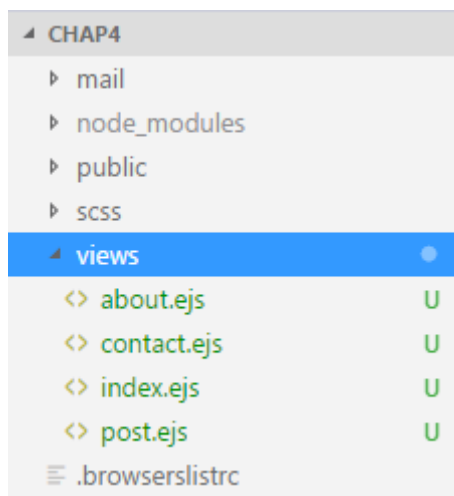 CHAP4
mail
node_modules
public
scss
views
about.ejs U
contact.ejs U
index.ejs U
post.ejs U
.browserslistrc